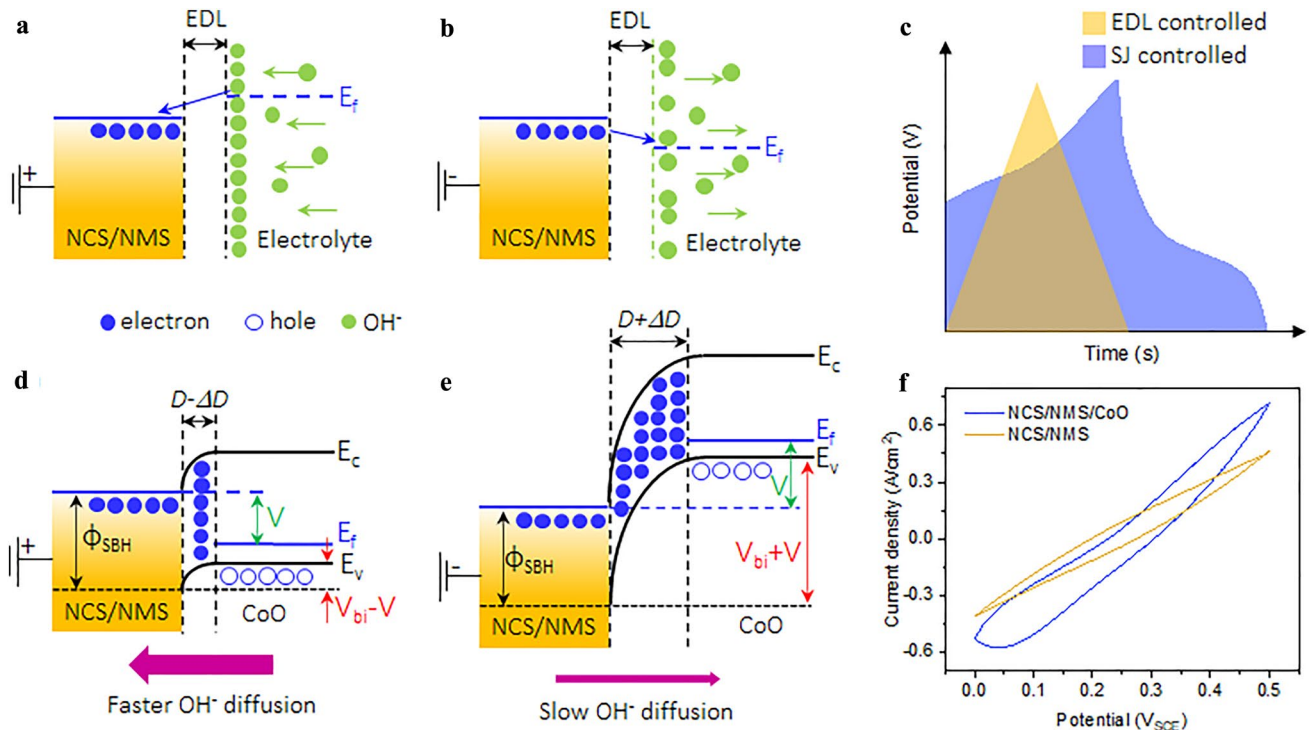 a
EDL
E_f
+
NCS/NMS
Electrolyte
b
EDL
E_f
-
NCS/NMS
Electrolyte
c
EDL controlled
SJ controlled
Potential (V)
Time (s)
electron
hole
OH⁻
d
D-ΔD
E_c
V
E_f
E_v
Φ_SBH
+
V_bi-V
NCS/NMS
CoO
Faster OH⁻ diffusion
e
D+ΔD
E_c
E_f
E_v
V
Φ_SBH
V_bi+V
-
NCS/NMS
CoO
Slow OH⁻ diffusion
f
NCS/NMS/CoO
NCS/NMS
Current density (A/cm²)
0.6
0.3
0.0
-0.3
-0.6
0.0 0.1 0.2 0.3 0.4 0.5
Potential (V_SCE)